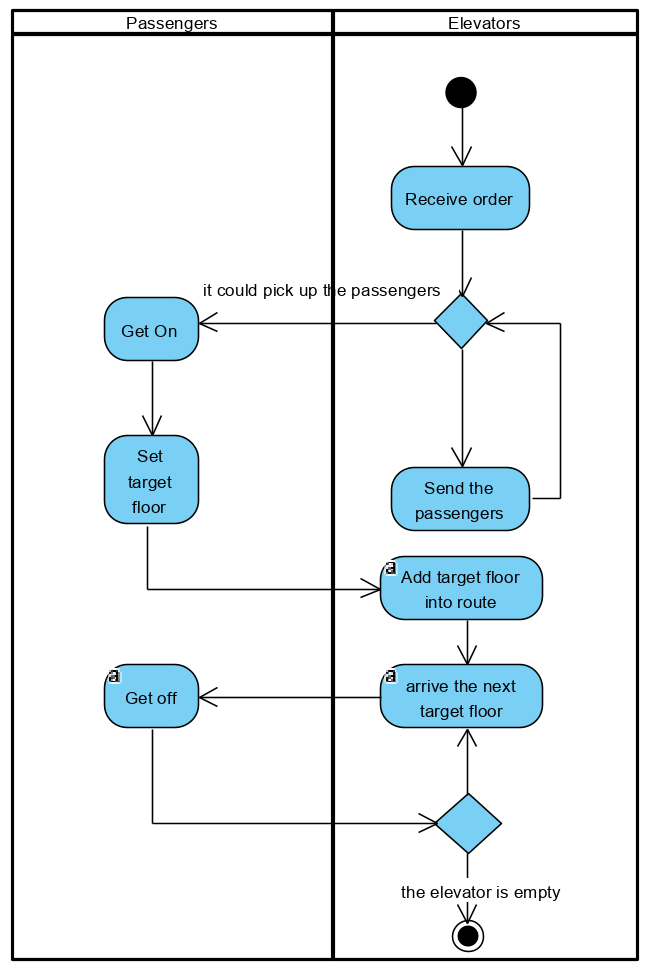 Passengers
Elevators
Receive order
it could pick up the passengers
Get On
Set
target
floor
Send the
passengers
a
Add target floor
into route
a
Get off
a
arrive the next
target floor
the elevator is empty